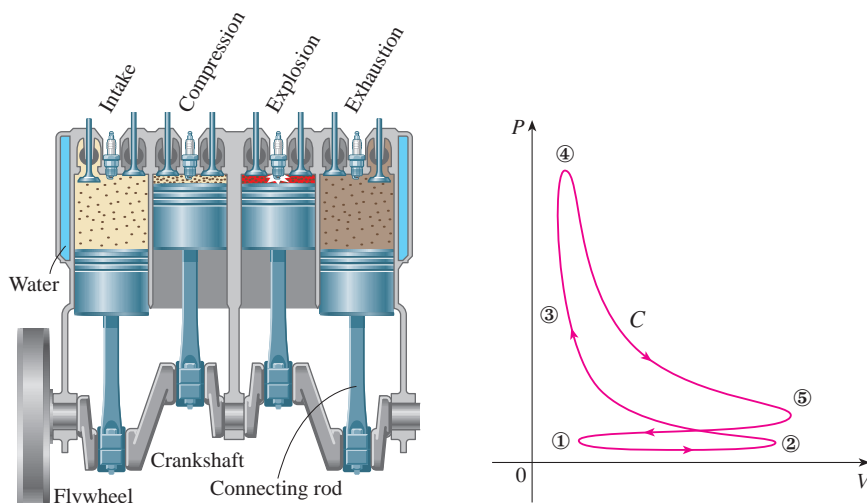 Intake
Compression
Explosion
Exhaustion
Water
Crankshaft
Connecting rod
Flywheel
P
④
③
C
⑤
①
②
0
V